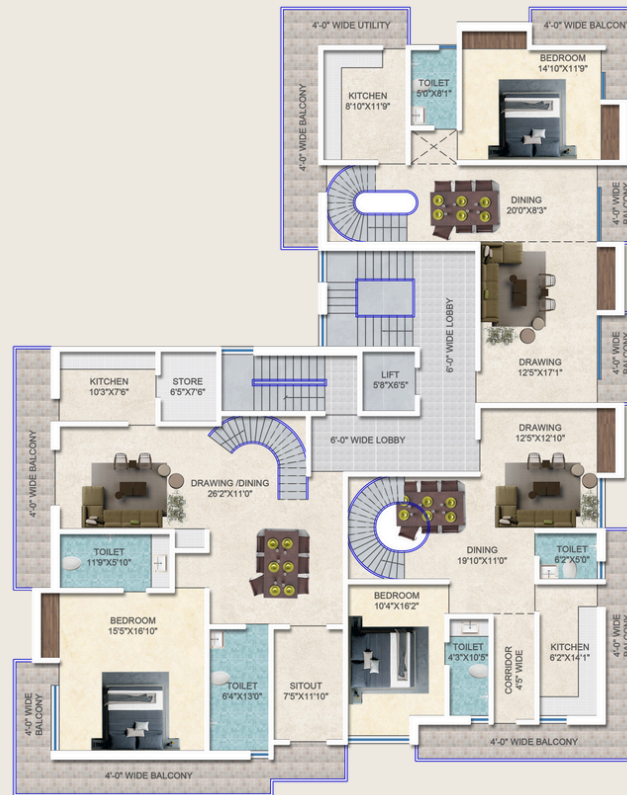 4'-0" WIDE UTILITY
4'-0" WIDE BALCONY
BEDROOM
14'10"X11'9"
TOILET
5'0"X8'1"
KITCHEN
8'10"X11'9"
4'-0" WIDE BALCONY
DINING
20'0"X8'3"
4'-0" WIDE
BALCONY
6'-0" WIDE LOBBY
DRAWING
12'5"X17'1"
4'-0" WIDE
BALCONY
LIFT
5'8"X6'5"
KITCHEN
10'3"X7'6"
STORE
6'5"X7'6"
6'-0" WIDE LOBBY
DRAWING
12'5"X12'10"
4'-0" WIDE BALCONY
DRAWING /DINING
26'2"X11'0"
TOILET
11'9"X5'10"
DINING
19'10"X11'0"
TOILET
6'2"X5'0"
BEDROOM
15'5"X16'10"
BEDROOM
10'4"X16'2"
TOILET
4'3"X10'5"
CORRIDOR
4'5" WIDE
KITCHEN
6'2"X14'1"
4'-0" WIDE
BALCONY
TOILET
6'4"X13'0"
SITOUT
7'5"X11'10"
4'-0" WIDE
BALCONY
4'-0" WIDE BALCONY
4'-0" WIDE BALCONY